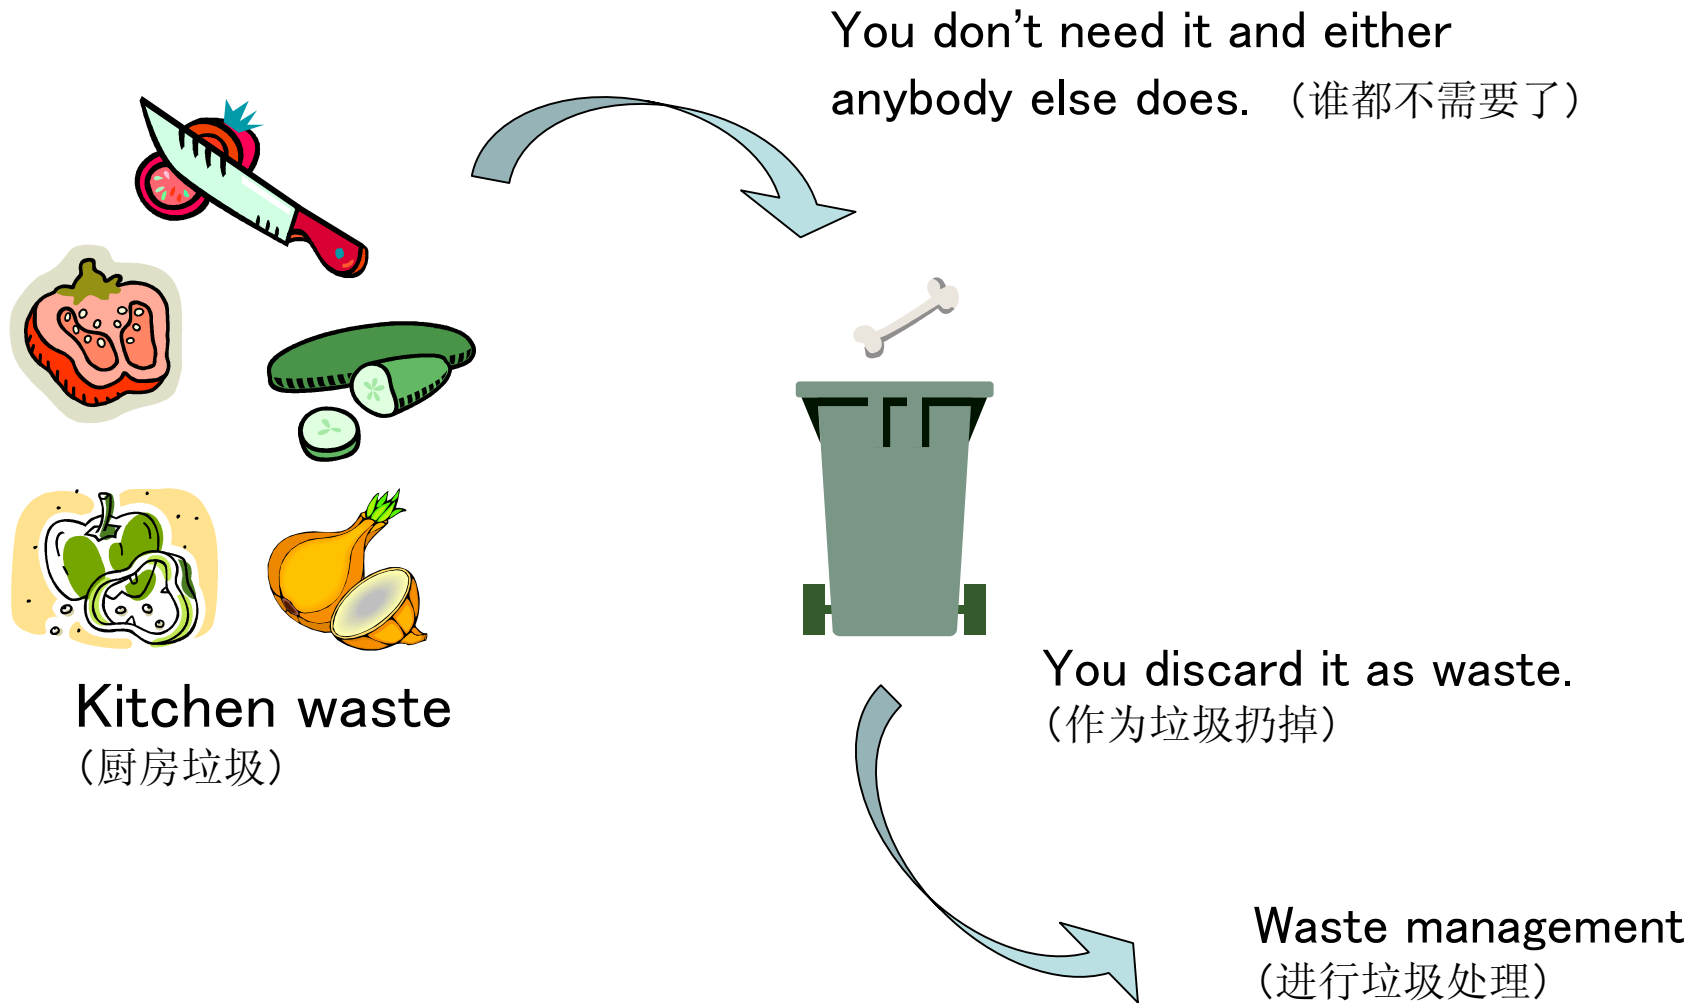 You don't need it and either
anybody else does. （谁都不需要了）
Kitchen waste
（厨房垃圾）
You discard it as waste.
（作为垃圾扔掉）
Waste management
（进行垃圾处理）